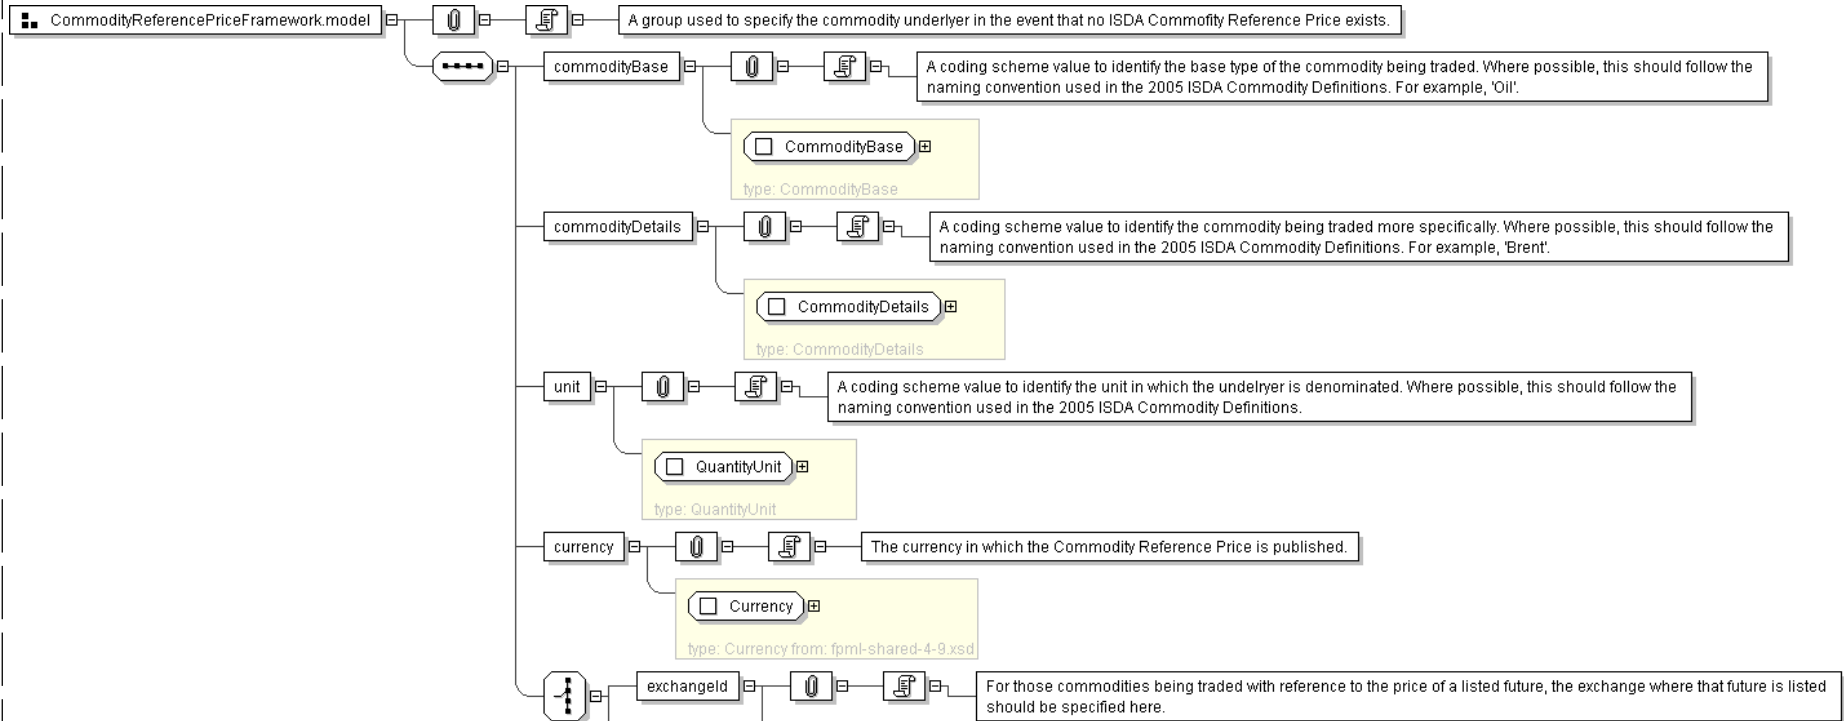 CommodityReferencePriceFramework.model
A group used to specify the commodity underlyer in the event that no ISDA Commofity Reference Price exists.
commodityBase
A coding scheme value to identify the base type of the commodity being traded. Where possible, this should follow the
naming convention used in the 2005 ISDA Commodity Definitions. For example, 'Oil'.
CommodityBase
type: CommodityBase
commodityDetails
A coding scheme value to identify the commodity being traded more specifically. Where possible, this should follow the
naming convention used in the 2005 ISDA Commodity Definitions. For example, 'Brent'.
CommodityDetails
type: CommodityDetails
unit
A coding scheme value to identify the unit in which the undelryer is denominated. Where possible, this should follow the
naming convention used in the 2005 ISDA Commodity Definitions.
QuantityUnit
type: QuantityUnit
currency
The currency in which the Commodity Reference Price is published.
Currency
type: Currency from: fpml-shared-4-9.xsd
exchangeId
For those commodities being traded with reference to the price of a listed future, the exchange where that future is listed
should be specified here.